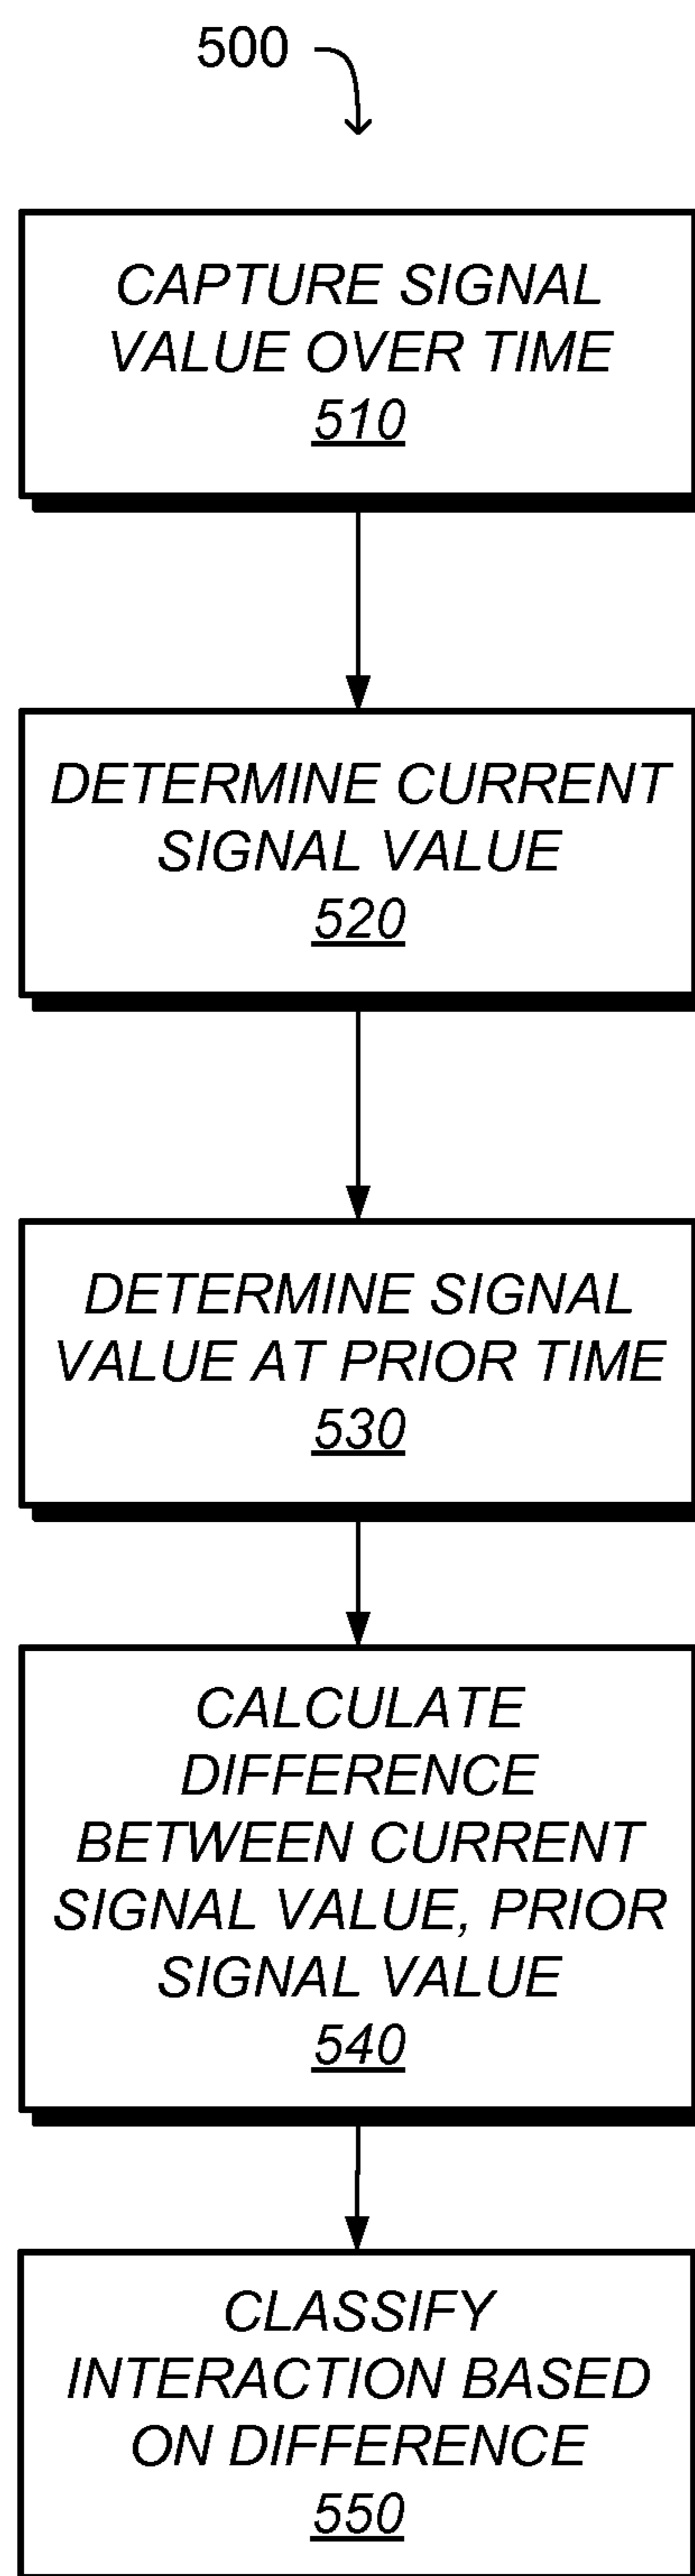 500
CAPTURE SIGNAL
VALUE OVER TIME
510
DETERMINE CURRENT
SIGNAL VALUE
520
DETERMINE SIGNAL
VALUE AT PRIOR TIME
530
CALCULATE
DIFFERENCE
BETWEEN CURRENT
SIGNAL VALUE, PRIOR
SIGNAL VALUE
540
CLASSIFY
INTERACTION BASED
ON DIFFERENCE
550